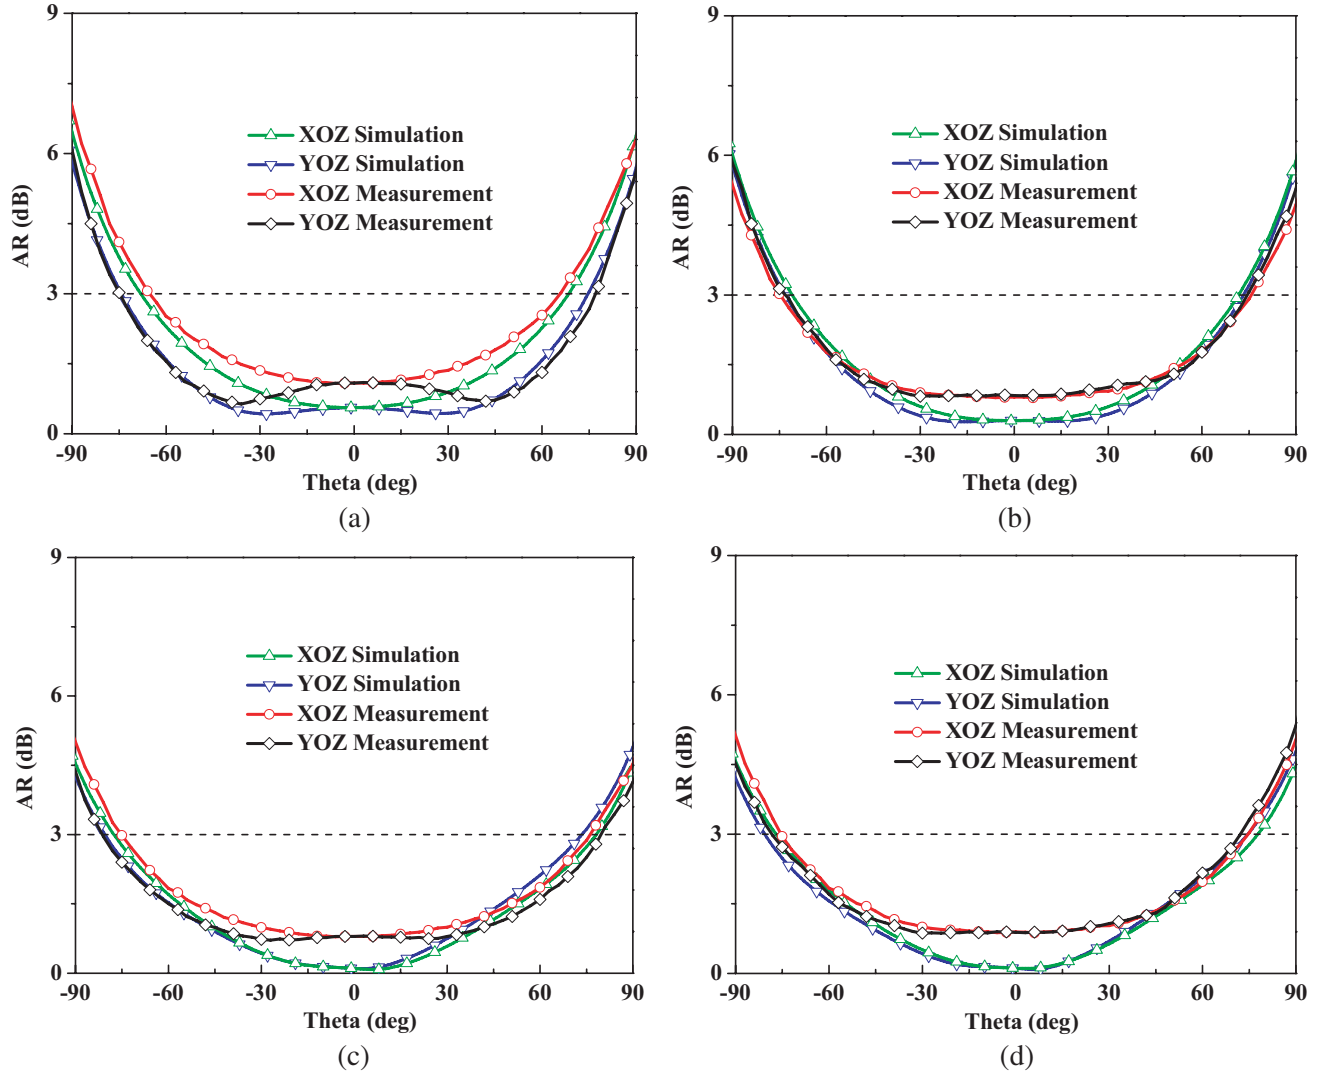 9
6
3
0
AR (dB)
XOZ Simulation
YOZ Simulation
XOZ Measurement
YOZ Measurement
-90 -60 -30 0 30 60 90
Theta (deg)
(a)
9
6
3
0
AR (dB)
XOZ Simulation
YOZ Simulation
XOZ Measurement
YOZ Measurement
-90 -60 -30 0 30 60 90
Theta (deg)
(b)
9
6
3
0
AR (dB)
XOZ Simulation
YOZ Simulation
XOZ Measurement
YOZ Measurement
-90 -60 -30 0 30 60 90
Theta (deg)
(c)
9
6
3
0
AR (dB)
XOZ Simulation
YOZ Simulation
XOZ Measurement
YOZ Measurement
-90 -60 -30 0 30 60 90
Theta (deg)
(d)